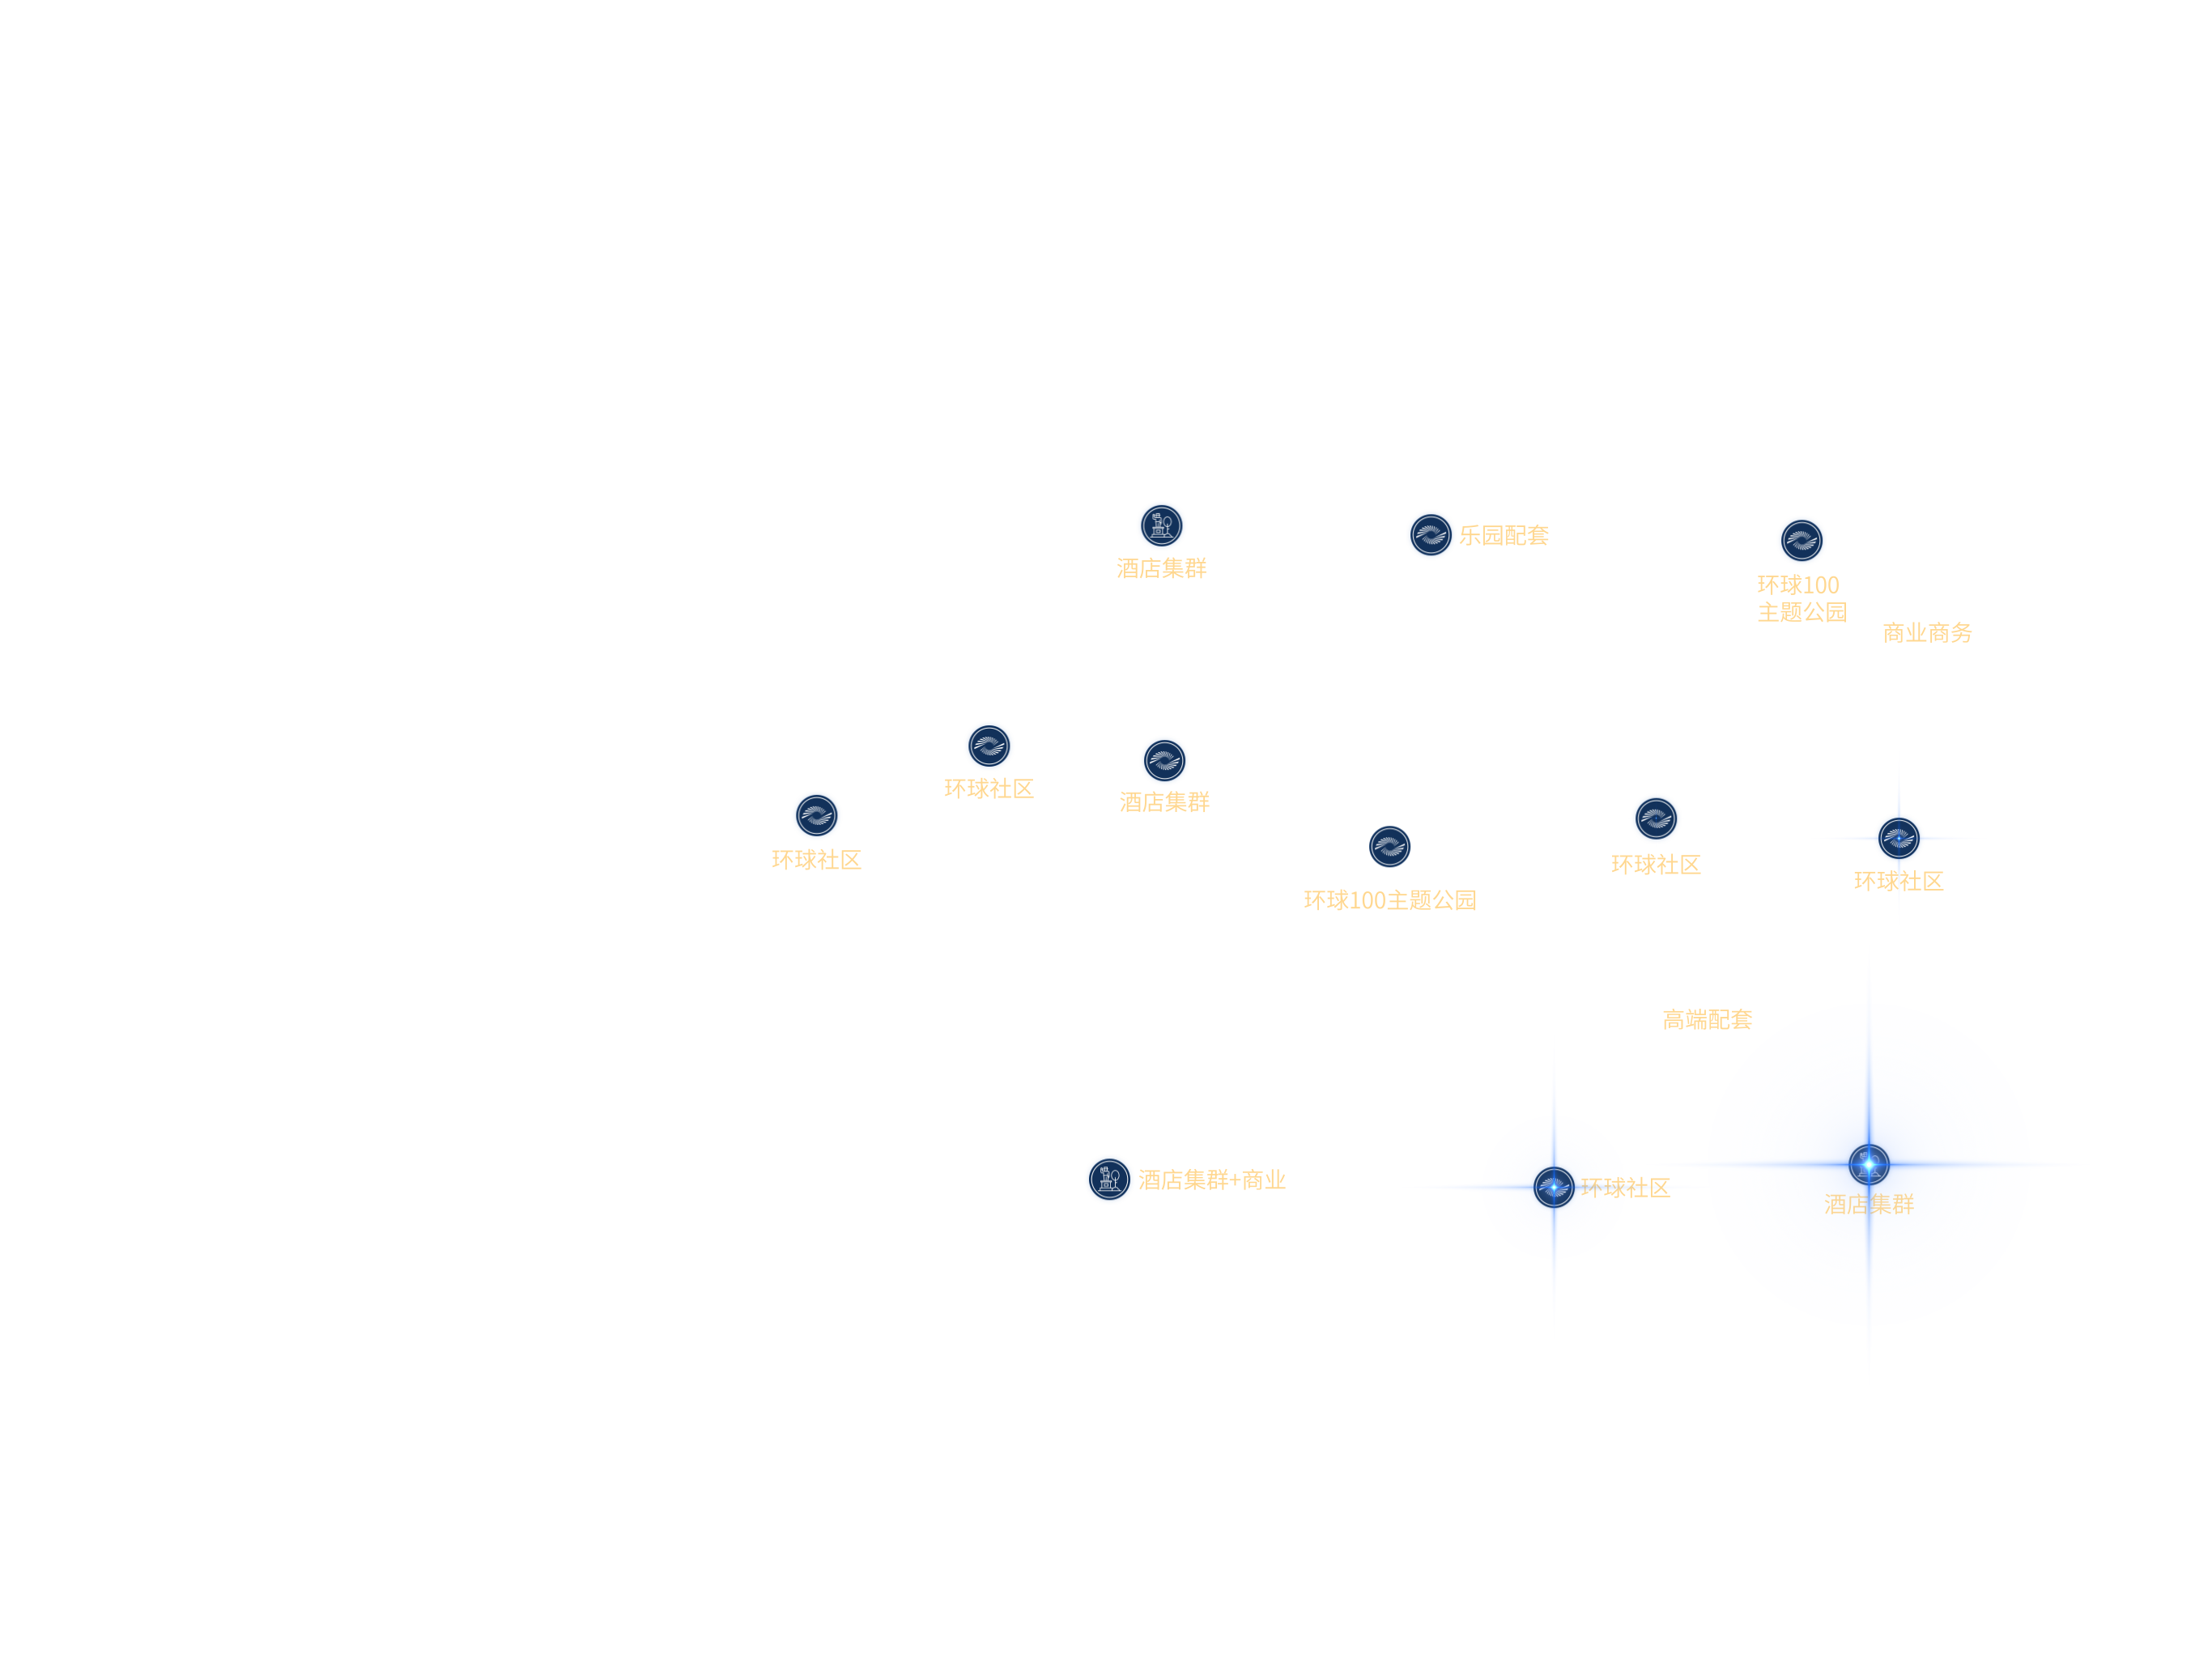 酒店集群
乐园配套
环球100
主题公园
商业商务
环球社区
酒店集群
环球社区
环球100主题公园
环球社区
环球社区
高端配套
酒店集群+商业
环球社区
酒店集群